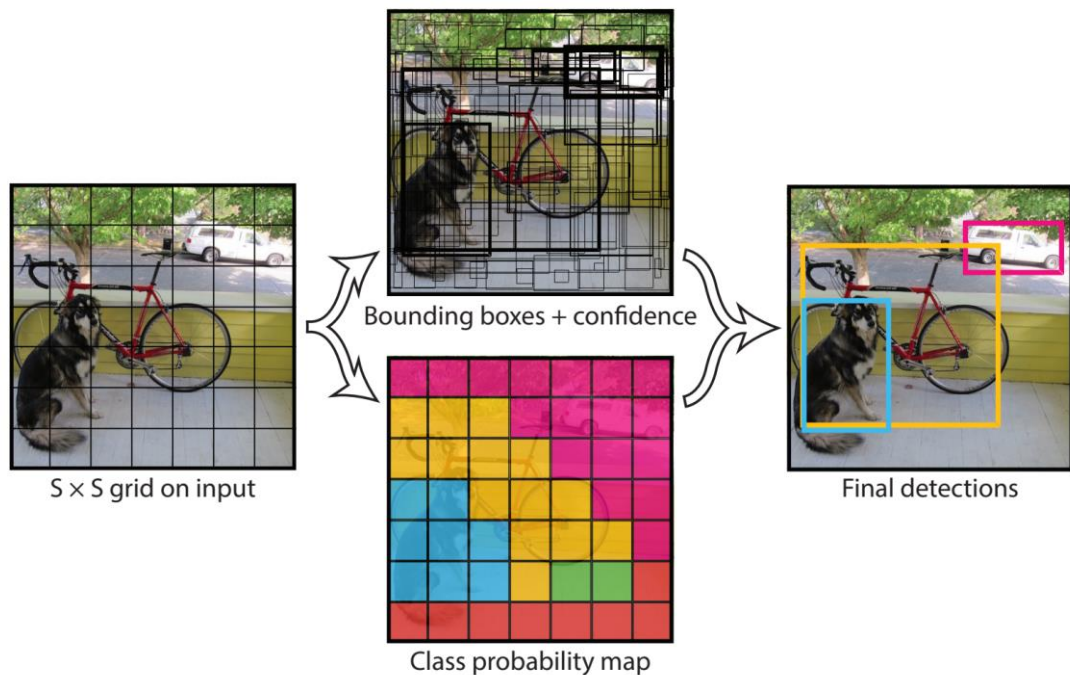 S × S grid on input
Bounding boxes + confidence
Class probability map
Final detections